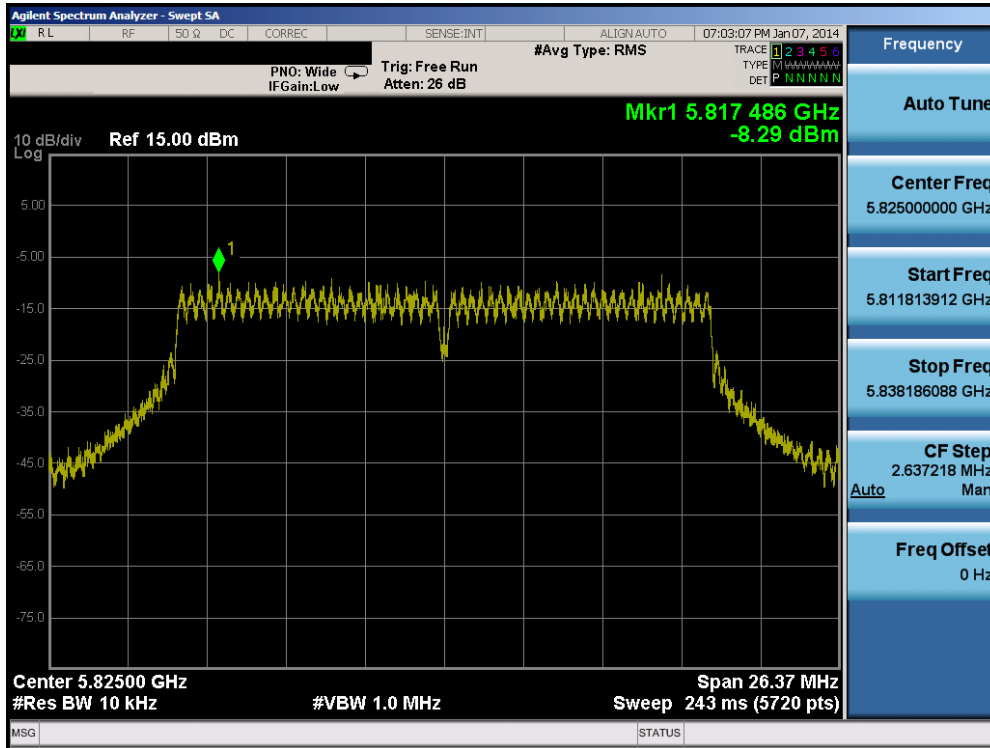 Agilent Spectrum Analyzer - Swept SA
LXI RL RF 50 Ω DC CORREC SENSE:INT ALIGN AUTO 07:03:07 PM Jan 07, 2014
#Avg Type: RMS TRACE 1 2 3 4 5 6
PNO: Wide Trig: Free Run TYPE M
IFGain:Low Atten: 26 dB DET P N N N N N
Mkr1 5.817 486 GHz
-8.29 dBm
10 dB/div Ref 15.00 dBm
Log
1
5.00
-5.00
-15.0
-25.0
-35.0
-45.0
-55.0
-65.0
-75.0
Center 5.82500 GHz Span 26.37 MHz
#Res BW 10 kHz #VBW 1.0 MHz Sweep 243 ms (5720 pts)
MSG STATUS
Frequency
Auto Tune
Center Freq
5.825000000 GHz
Start Freq
5.811813912 GHz
Stop Freq
5.838186088 GHz
CF Step
2.637218 MHz
Auto Man
Freq Offset
0 Hz